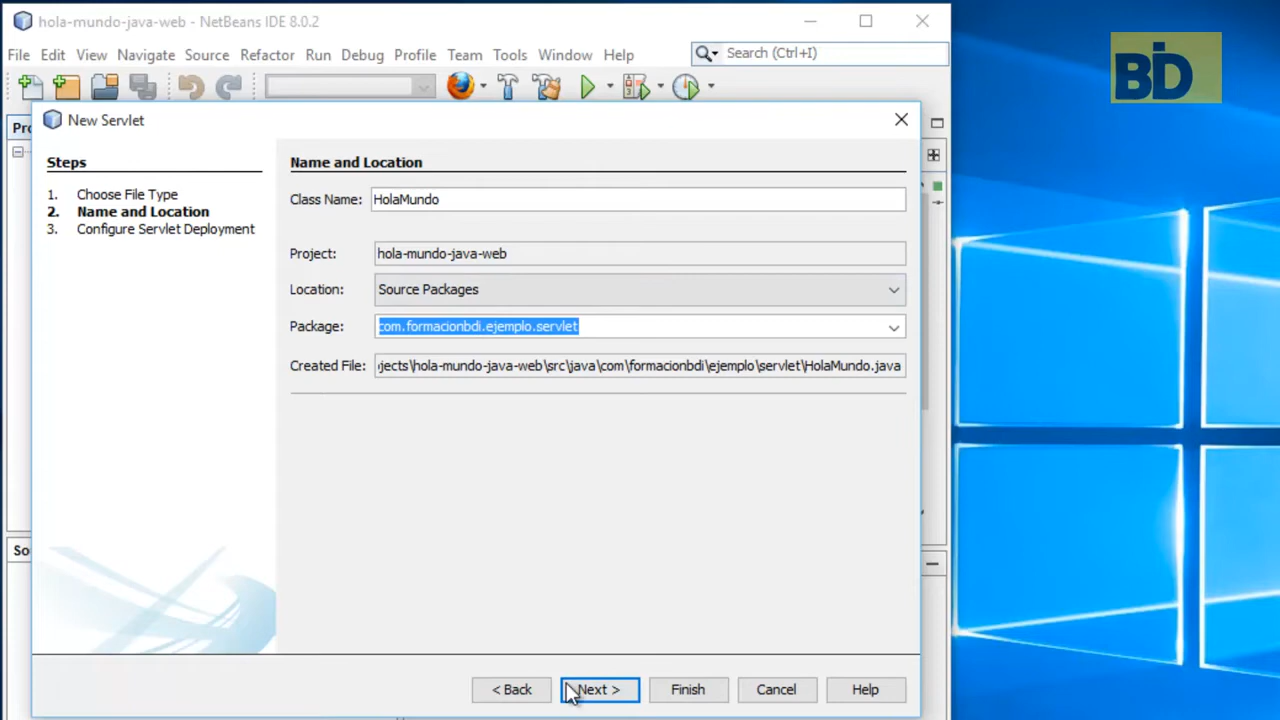 hola-mundo-java-web - NetBeans IDE 8.0.2
File Edit View Navigate Source Refactor Run Debug Profile Team Tools Window Help
Search (Ctrl+I)
BD
New Servlet
Steps
1. Choose File Type
2. Name and Location
3. Configure Servlet Deployment
Name and Location
Class Name: HolaMundo
Project: hola-mundo-java-web
Location: Source Packages
Package: com.formacionbdi.ejemplo.servlet
Created File: jects\hola-mundo-java-web\src\java\com\formacionbdi\ejemplo\servlet\HolaMundo.java
< Back Next > Finish Cancel Help